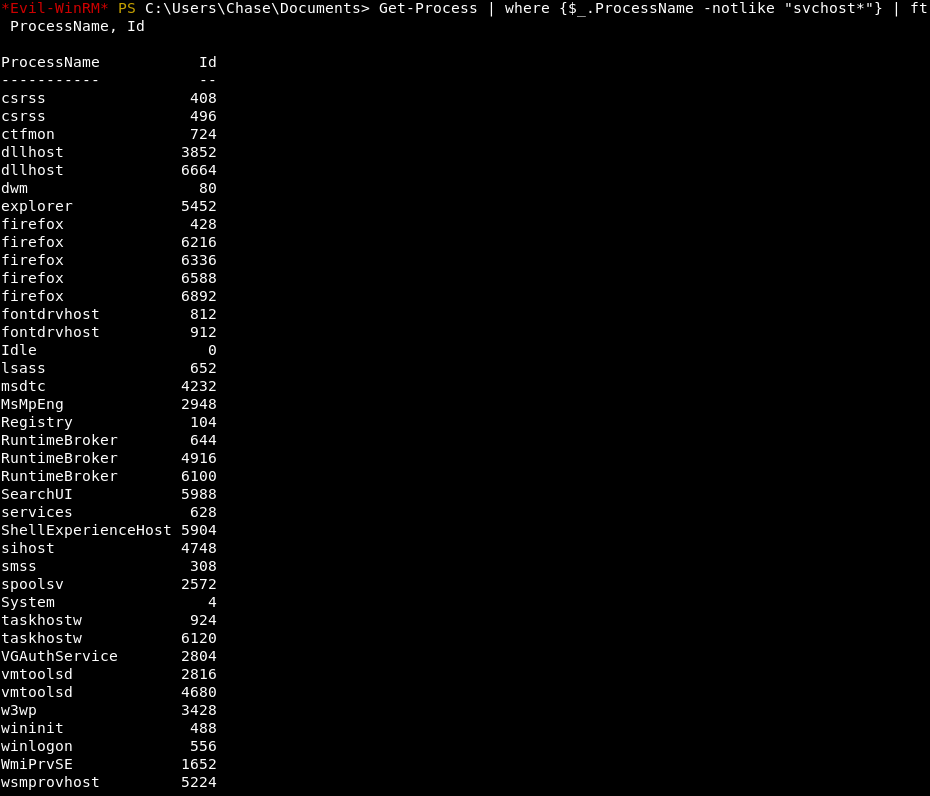 *Evil-WinRM* PS C:\Users\Chase\Documents> Get-Process | where {$_.ProcessName -notlike "svchost*"} | ft
 ProcessName, Id

ProcessName           Id
-----------           --
csrss                408
csrss                496
ctfmon               724
dllhost             3852
dllhost             6664
dwm                   80
explorer            5452
firefox              428
firefox             6216
firefox             6336
firefox             6588
firefox             6892
fontdrvhost          812
fontdrvhost          912
Idle                   0
lsass                652
msdtc               4232
MsMpEng             2948
Registry             104
RuntimeBroker        644
RuntimeBroker       4916
RuntimeBroker       6100
SearchUI            5988
services             628
ShellExperienceHost 5904
sihost              4748
smss                 308
spoolsv             2572
System                 4
taskhostw            924
taskhostw           6120
VGAuthService       2804
vmtoolsd            2816
vmtoolsd            4680
w3wp                3428
wininit              488
winlogon             556
WmiPrvSE            1652
wsmprovhost         5224